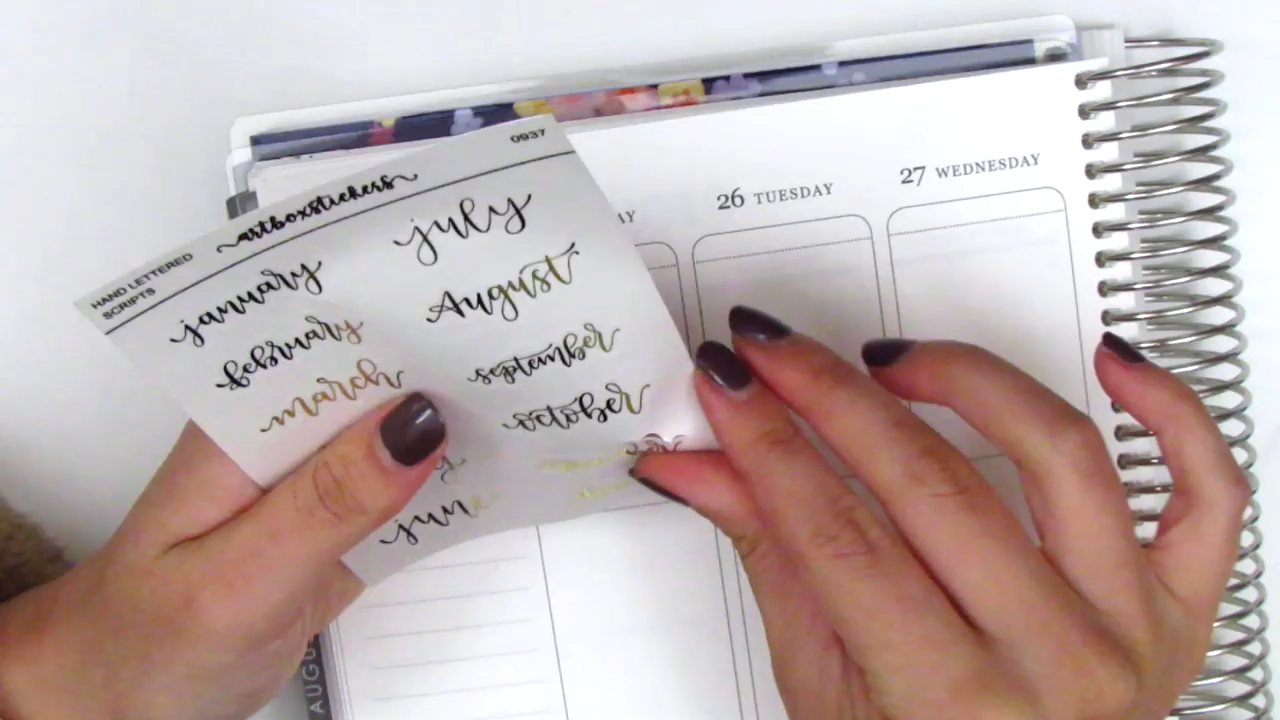 0937
artboxstickers
HAND LETTERED
SCRIPTS
january
february
march
june
july
August
september
october
26 TUESDAY
27 WEDNESDAY